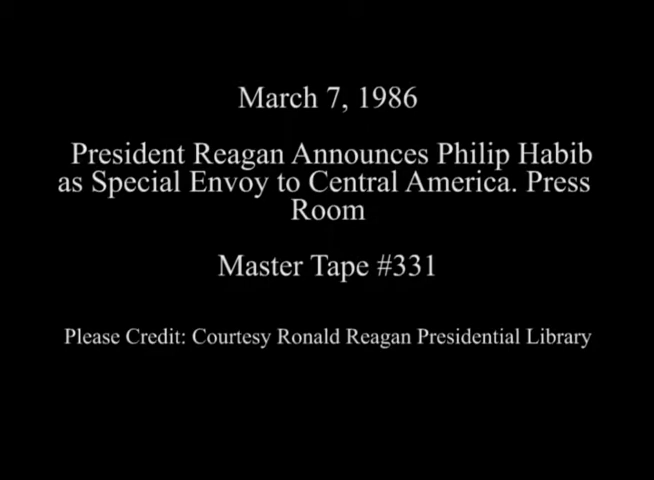 March 7, 1986
President Reagan Announces Philip Habib
as Special Envoy to Central America. Press
Room
Master Tape #331
Please Credit: Courtesy Ronald Reagan Presidential Library